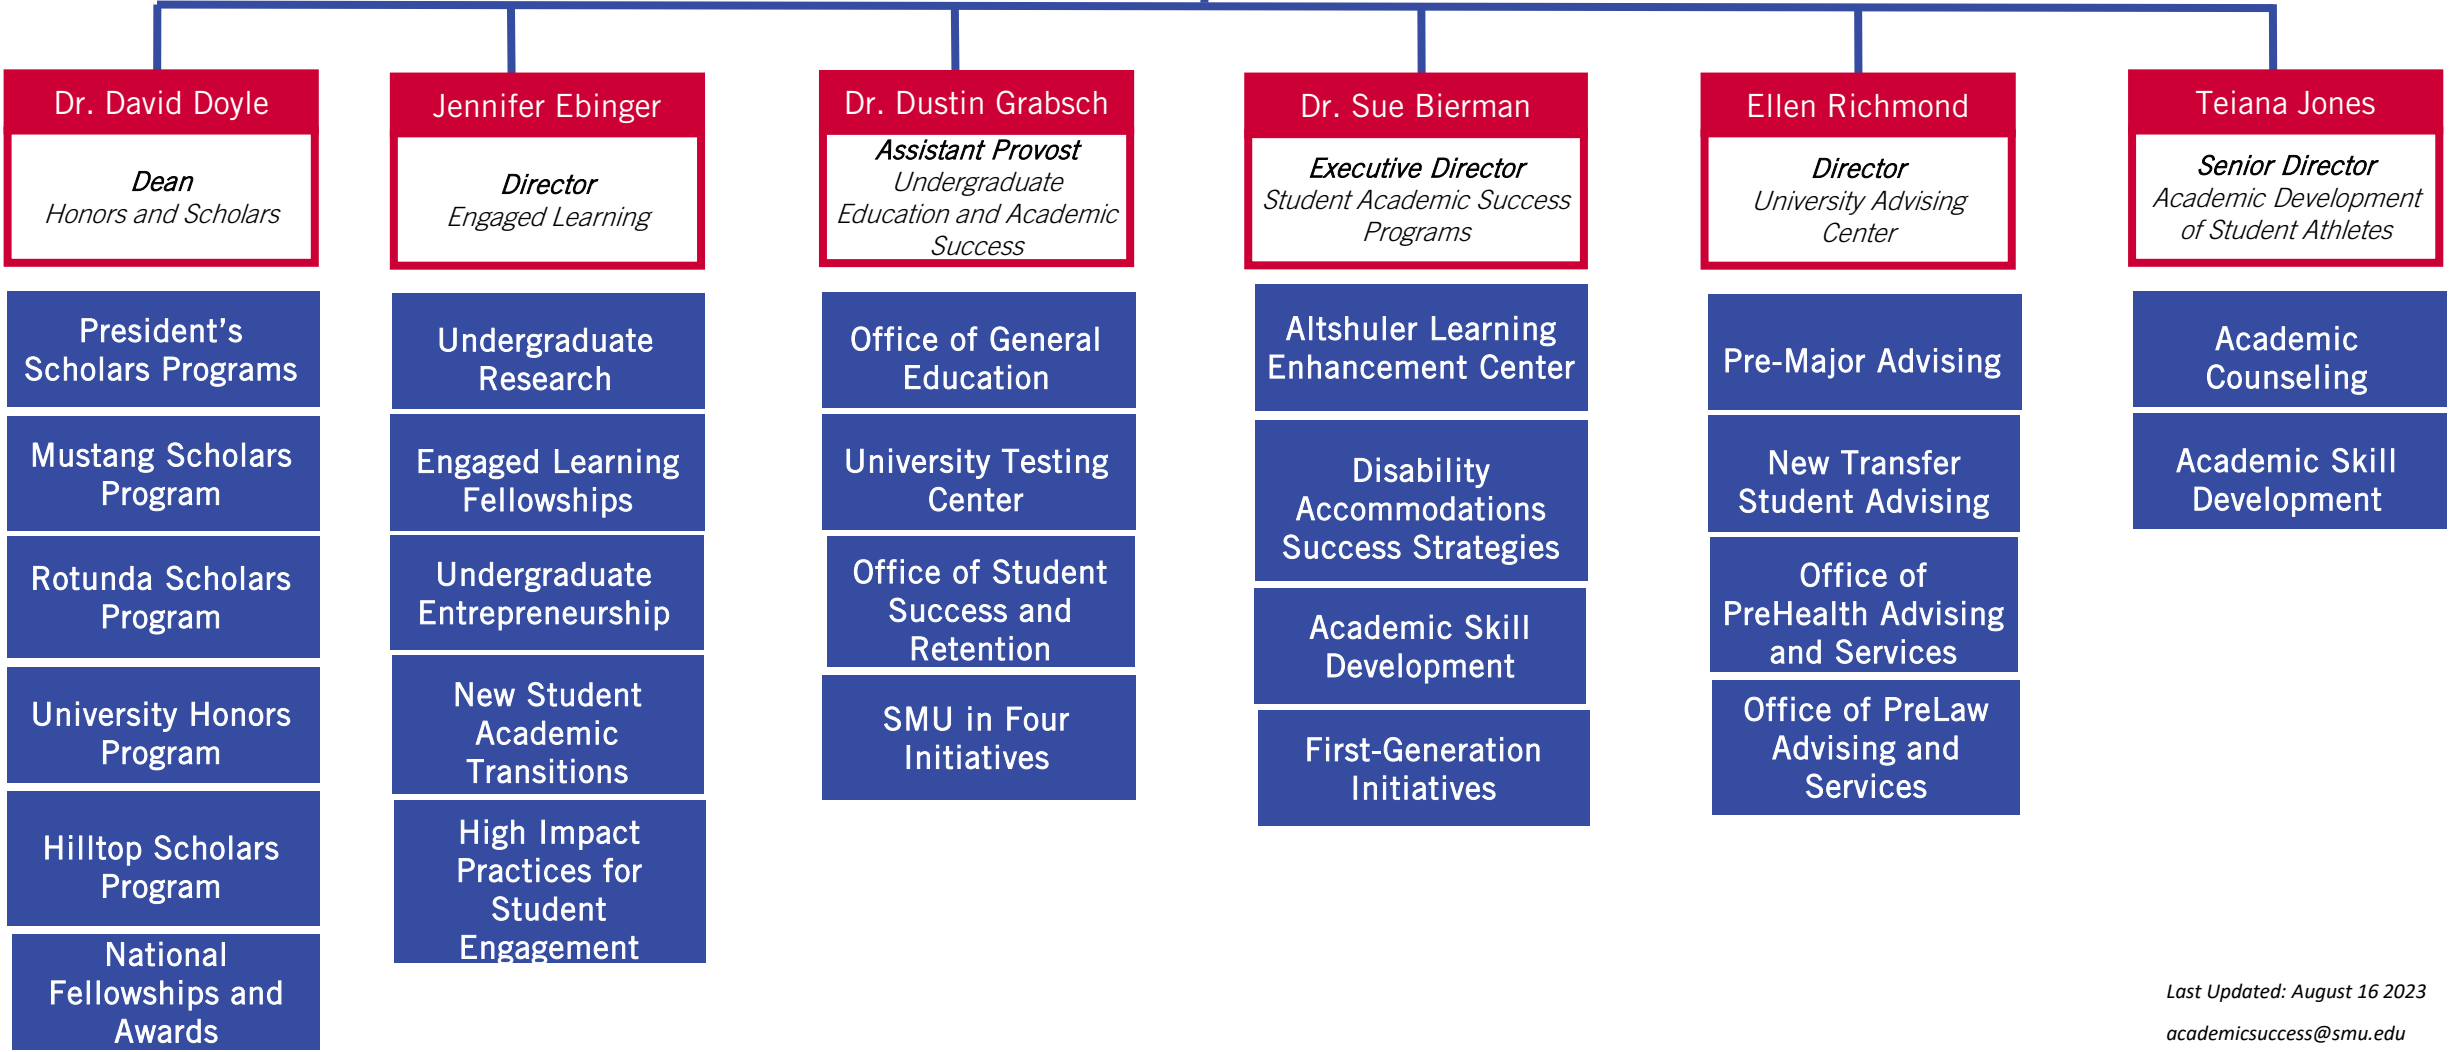 Dr. David Doyle
Dean
Honors and Scholars
President's
Scholars Programs
Mustang Scholars
Program
Rotunda Scholars
Program
University Honors
Program
Hilltop Scholars
Program
National
Fellowships and
Awards
Jennifer Ebinger
Director
Engaged Learning
Undergraduate
Research
Engaged Learning
Fellowships
Undergraduate
Entrepreneurship
New Student
Academic
Transitions
High Impact
Practices for
Student
Engagement
Dr. Dustin Grabsch
Assistant Provost
Undergraduate
Education and Academic
Success
Office of General
Education
University Testing
Center
Office of Student
Success and
Retention
SMU in Four
Initiatives
Dr. Sue Bierman
Executive Director
Student Academic Success
Programs
Altshuler Learning
Enhancement Center
Disability
Accommodations
Success Strategies
Academic Skill
Development
First-Generation
Initiatives
Ellen Richmond
Director
University Advising
Center
Pre-Major Advising
New Transfer
Student Advising
Office of
PreHealth Advising
and Services
Office of PreLaw
Advising and
Services
Teiana Jones
Senior Director
Academic Development
of Student Athletes
Academic
Counseling
Academic Skill
Development
Last Updated: August 16 2023
academicsuccess@smu.edu